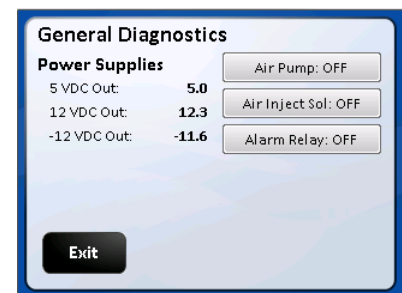 General Diagnostics
Power Supplies
5 VDC Out: 5.0
12 VDC Out: 12.3
-12 VDC Out: -11.6
Air Pump: OFF
Air Inject Sol: OFF
Alarm Relay: OFF
Exit